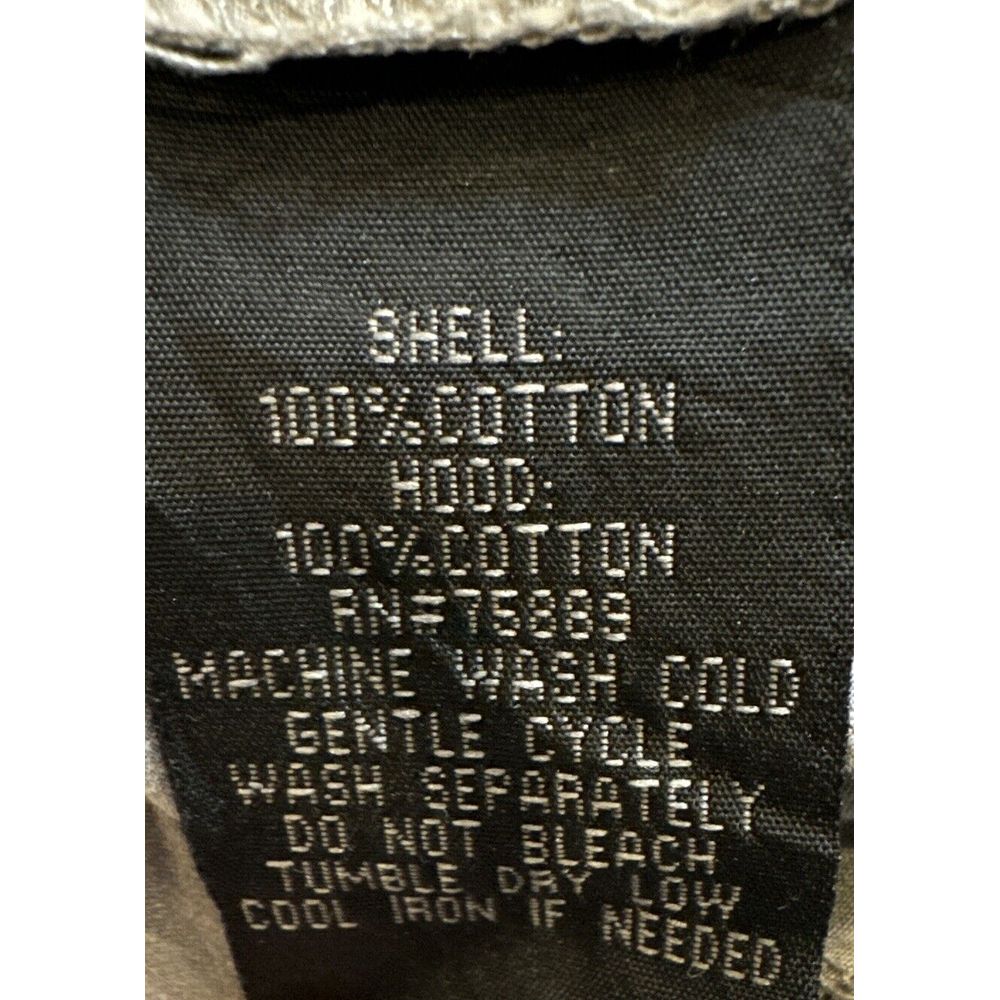 SHELL:
100%COTTON
HOOD:
100%COTTON
RN#75889
MACHINE WASH COLD
GENTLE CYCLE
WASH SEPARATELY
DO NOT BLEACH
TUMBLE DRY LOW
COOL IRON IF NEEDED